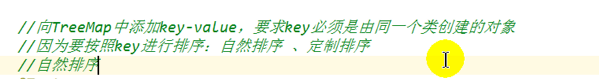 //向TreeMap中添加key-value，要求key必须是由同一个类创建的对象
//因为要按照key进行排序：自然排序 、定制排序
//自然排序